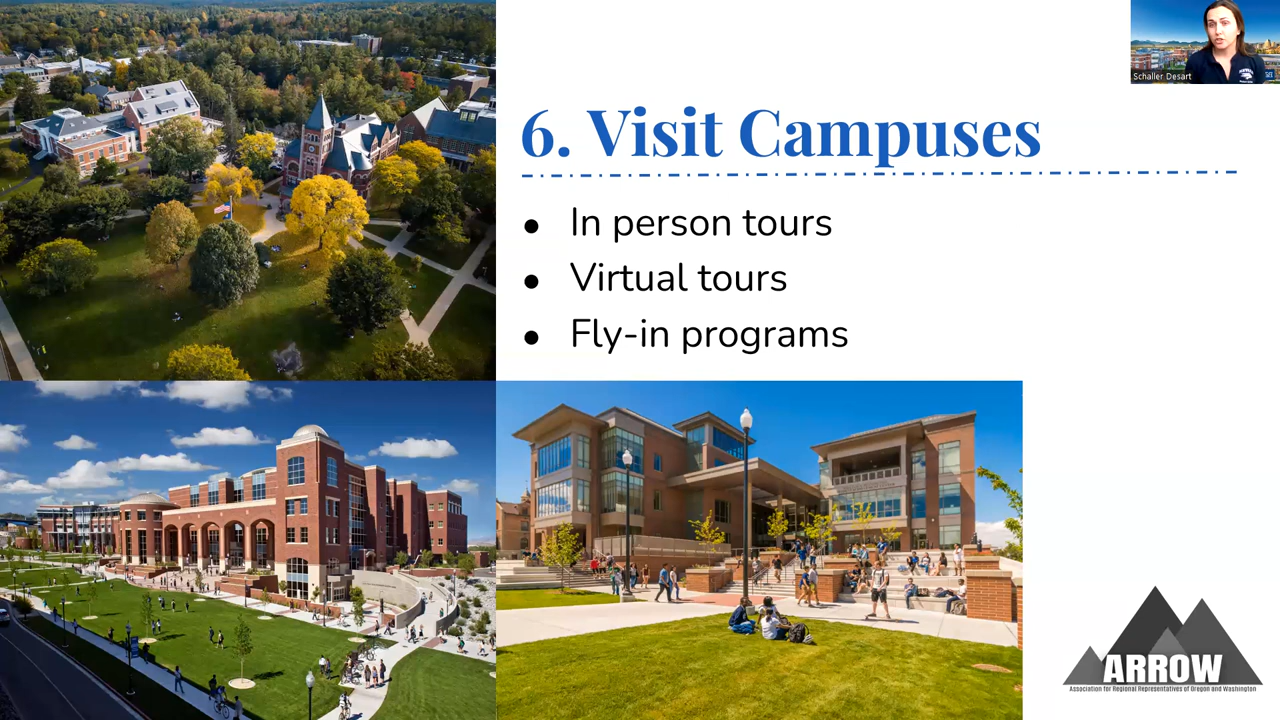 Schaller Desart
6. Visit Campuses
In person tours
Virtual tours
Fly-in programs
ARROW
Association for Regional Representatives of Oregon and Washington